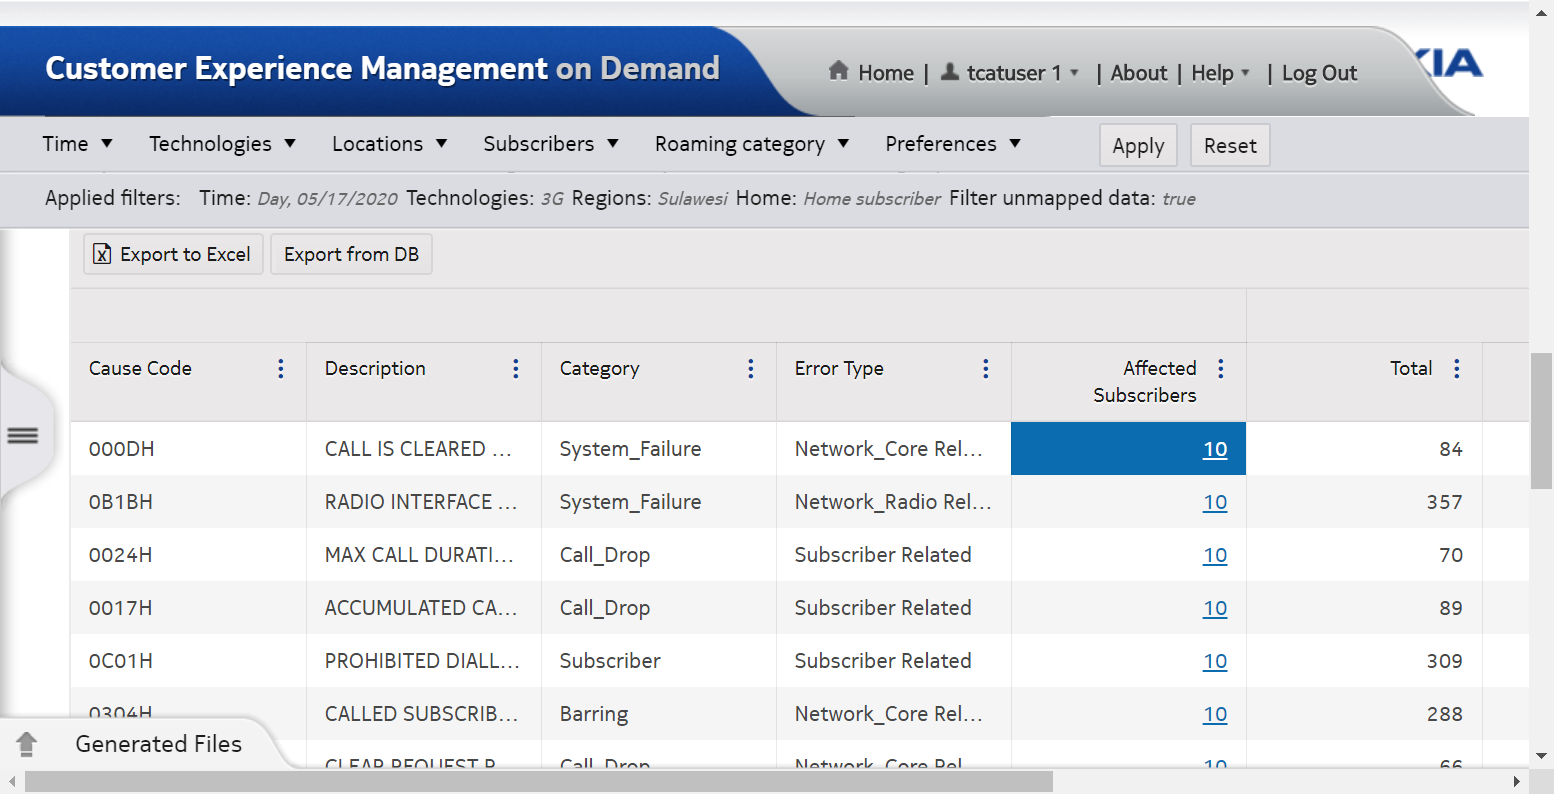 Customer Experience Management on Demand
Home | tcatuser 1 | About | Help | Log Out
Time Technologies Locations Subscribers Roaming category Preferences Apply Reset
Applied filters: Time: Day, 05/17/2020 Technologies: 3G Regions: Sulawesi Home: Home subscriber Filter unmapped data: true
Export to Excel Export from DB
Cause Code Description Category Error Type Affected Subscribers Total
000DH CALL IS CLEARED ... System_Failure Network_Core Rel... 10 84
0B1BH RADIO INTERFACE ... System_Failure Network_Radio Rel... 10 357
0024H MAX CALL DURATI... Call_Drop Subscriber Related 10 70
0017H ACCUMULATED CA... Call_Drop Subscriber Related 10 89
0C01H PROHIBITED DIALL... Subscriber Subscriber Related 10 309
0304H CALLED SUBSCRIB... Barring Network_Core Rel... 10 288
CLEAR REQUEST R... Call_Drop Network_Core Rel... 10 66
Generated Files